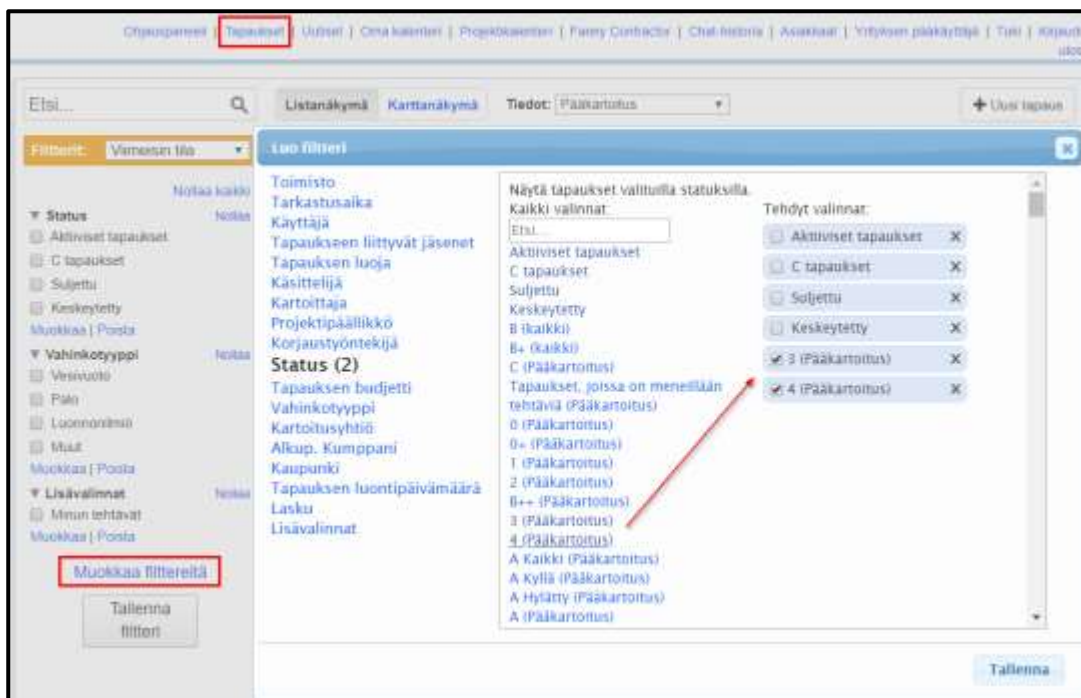 Ohjauspaneeli | Tapaukset | Uutiset | Oma kalenteri | Projektikalenteri | Fanny Contractor | Chat-historia | Asiakkaat | Yrityksen pääkäyttäjä | Tuki |
Etsi...
Listanäkymä Karttanäkymä Tiedot: Pääkartoitus
+ Uusi tapaus
Filtterit: Viimeisin tila
Nollaa kaikki
Status Nollaa
Aktiiviset tapaukset
C tapaukset
Suljettu
Keskeytetty
Muokkaa | Poista
Vahinkotyyppi Nollaa
Vesivuoto
Palo
Luonnonilmiö
Muut
Muokkaa | Poista
Lisävalinnat Nollaa
Minun tehtävät
Muokkaa | Poista
Muokkaa filttereitä
Tallenna
filtteri
Luo filtteri
Toimisto
Tarkastusaika
Käyttäjä
Tapaukseen liittyvät jäsenet
Tapauksen luoja
Käsittelijä
Kartoittaja
Projektipäällikkö
Korjaustyöntekijä
Status (2)
Tapauksen budjetti
Vahinkotyyppi
Kartoitusyhtiö
Alkup. Kumppani
Kaupunki
Tapauksen luontipäivämäärä
Lasku
Lisävalinnat
Näytä tapaukset valituilla statuksilla.
Kaikki valinnat:
Etsi...
Aktiiviset tapaukset
C tapaukset
Suljettu
Keskeytetty
B (kaikki)
B+ (kaikki)
C (Pääkartoitus)
Tapaukset, joissa on meneillään
tehtäviä (Pääkartoitus)
0 (Pääkartoitus)
0+ (Pääkartoitus)
1 (Pääkartoitus)
2 (Pääkartoitus)
B++ (Pääkartoitus)
3 (Pääkartoitus)
4 (Pääkartoitus)
A Kaikki (Pääkartoitus)
A Kyllä (Pääkartoitus)
A Hylätty (Pääkartoitus)
A (Pääkartoitus)
Tehdyt valinnat:
Aktiiviset tapaukset X
C tapaukset X
Suljettu X
Keskeytetty X
3 (Pääkartoitus) X
4 (Pääkartoitus) X
Tallenna